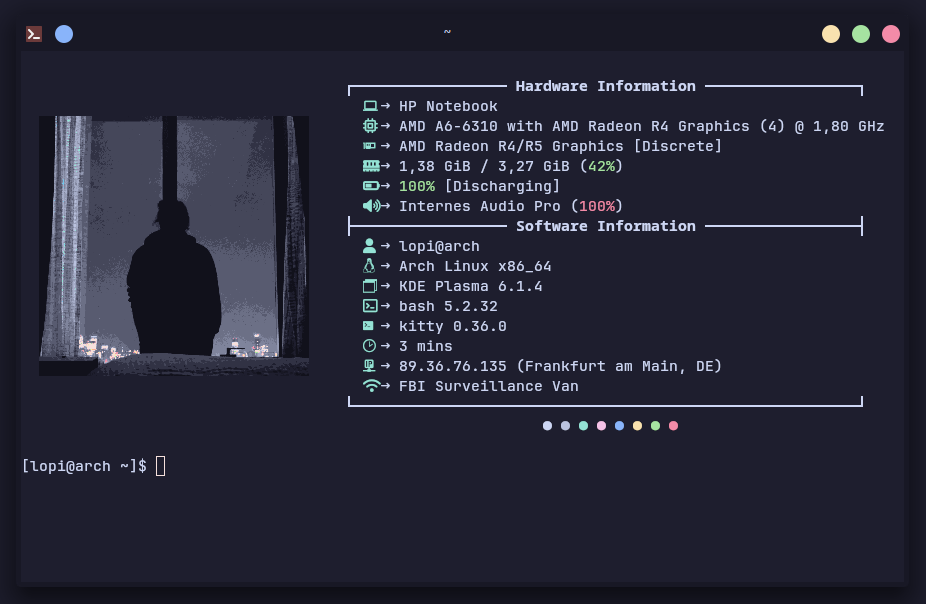 ~
Hardware Information
→ HP Notebook
→ AMD A6-6310 with AMD Radeon R4 Graphics (4) @ 1,80 GHz
→ AMD Radeon R4/R5 Graphics [Discrete]
→ 1,38 GiB / 3,27 GiB (42%)
→ 100% [Discharging]
→ Internes Audio Pro (100%)
Software Information
→ lopi@arch
→ Arch Linux x86_64
→ KDE Plasma 6.1.4
→ bash 5.2.32
→ kitty 0.36.0
→ 3 mins
→ 89.36.76.135 (Frankfurt am Main, DE)
→ FBI Surveillance Van
[lopi@arch ~]$